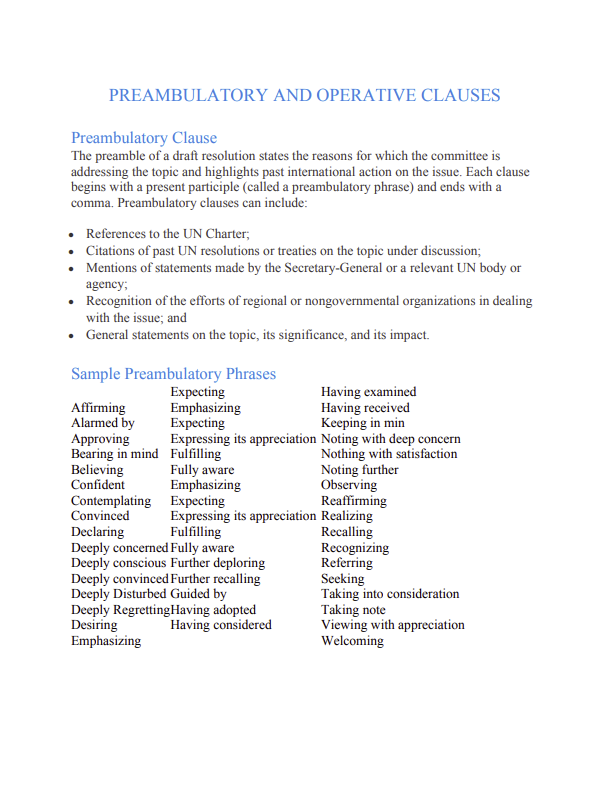 PREAMBULATORY AND OPERATIVE CLAUSES
Preambulatory Clause
The preamble of a draft resolution states the reasons for which the committee is
addressing the topic and highlights past international action on the issue. Each clause
begins with a present participle (called a preambulatory phrase) and ends with a
comma. Preambulatory clauses can include:
• References to the UN Charter;
• Citations of past UN resolutions or treaties on the topic under discussion;
• Mentions of statements made by the Secretary-General or a relevant UN body or
agency;
• Recognition of the efforts of regional or nongovernmental organizations in dealing
with the issue; and
• General statements on the topic, its significance, and its impact.
Sample Preambulatory Phrases
Expecting Having examined
Affirming Emphasizing Having received
Alarmed by Expecting Keeping in min
Approving Expressing its appreciation Noting with deep concern
Bearing in mind Fulfilling Nothing with satisfaction
Believing Fully aware Noting further
Confident Emphasizing Observing
Contemplating Expecting Reaffirming
Convinced Expressing its appreciation Realizing
Declaring Fulfilling Recalling
Deeply concerned Fully aware Recognizing
Deeply conscious Further deploring Referring
Deeply convinced Further recalling Seeking
Deeply Disturbed Guided by Taking into consideration
Deeply Regretting Having adopted Taking note
Desiring Having considered Viewing with appreciation
Emphasizing Welcoming